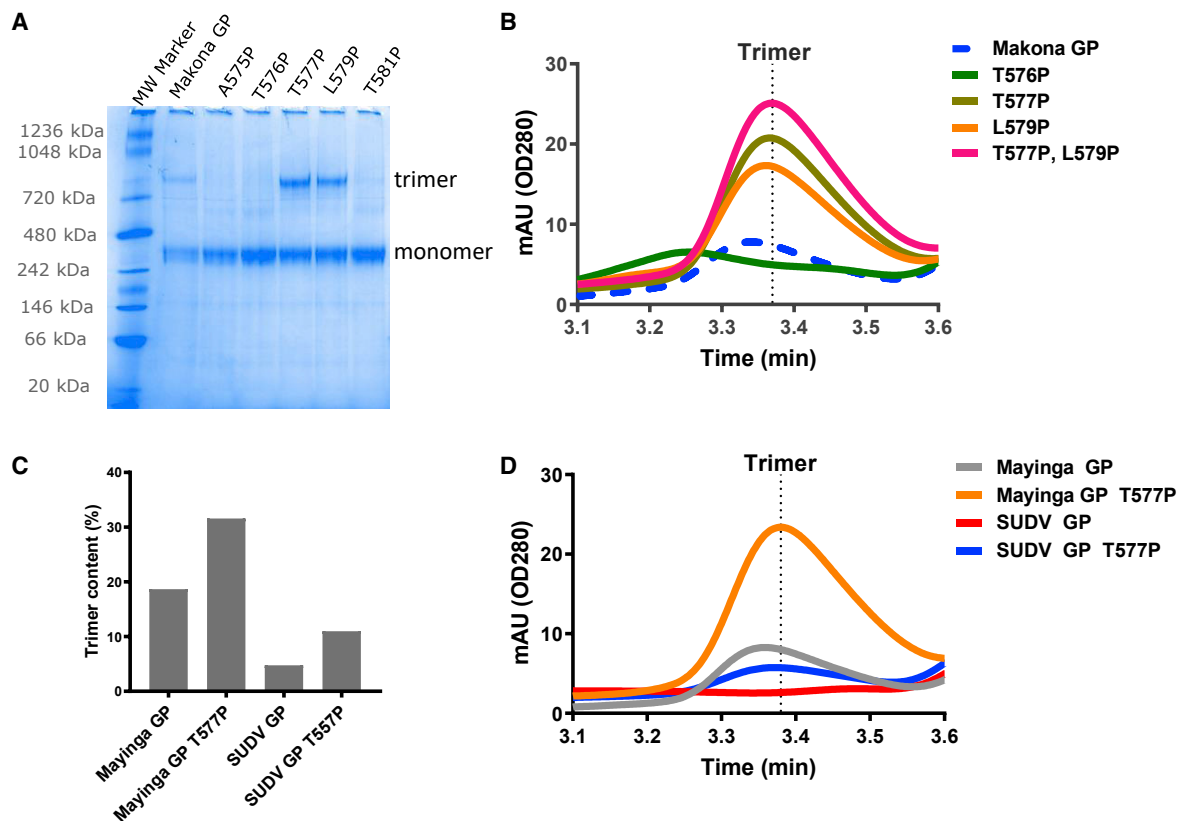 A
MW Marker
Makona GP
A575P
T576P
T577P
L579P
T581P
1236 kDa
1048 kDa
720 kDa
480 kDa
242 kDa
146 kDa
66 kDa
20 kDa
trimer
monomer
B
Trimer
mAU (OD280)
30
20
10
0
3.1 3.2 3.3 3.4 3.5 3.6
Time (min)
Makona GP
T576P
T577P
L579P
T577P, L579P
C
Trimer content (%)
40
30
20
10
0
Mayinga GP
Mayinga GP T577P
SUDV GP
SUDV GP T557P
D
Trimer
mAU (OD280)
30
20
10
0
3.1 3.2 3.3 3.4 3.5 3.6
Time (min)
Mayinga GP
Mayinga GP T577P
SUDV GP
SUDV GP T577P